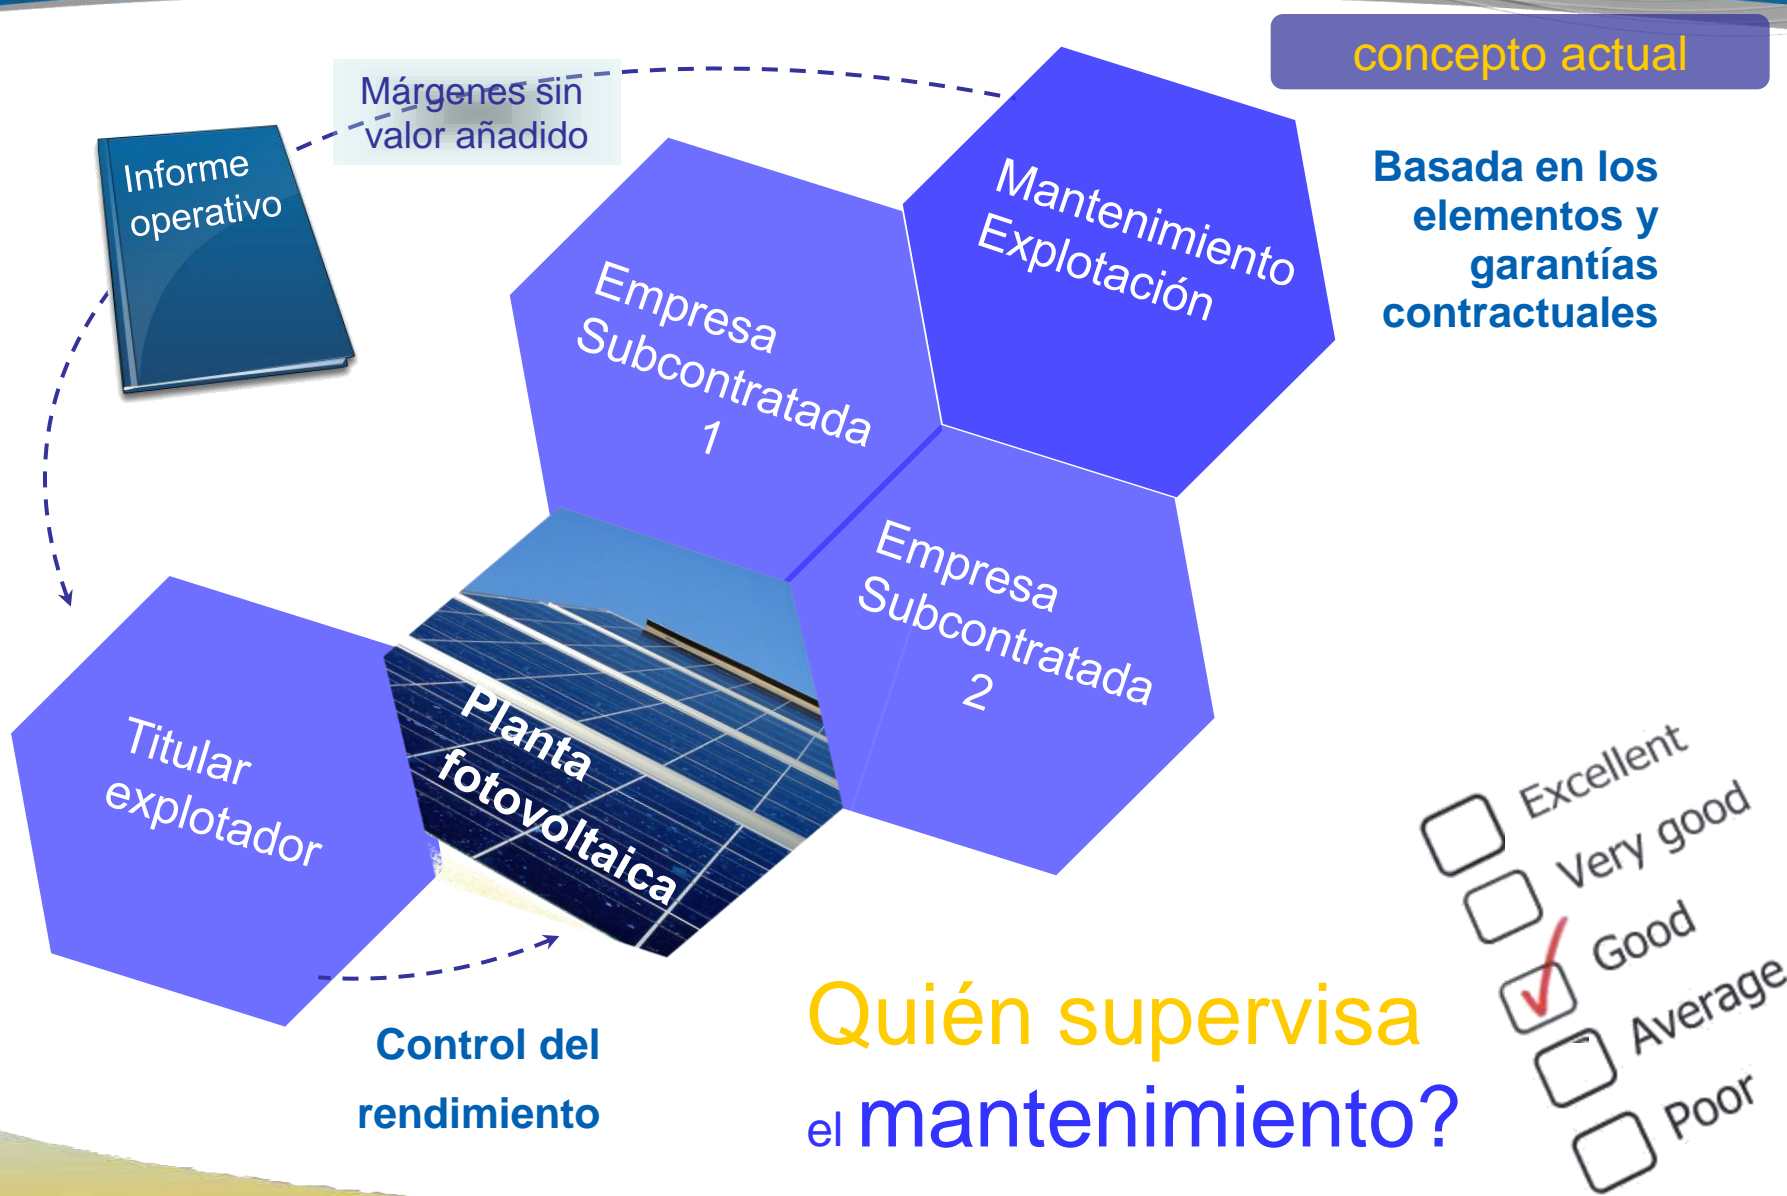 concepto actual
Márgenes sin
valor añadido
Informe
operativo
Mantenimiento
Explotación
Basada en los
elementos y
garantías
contractuales
Empresa
Subcontratada
1
Empresa
Subcontratada
2
Titular
explotador
Planta
fotovoltaica
Control del
rendimiento
Quién supervisa
el mantenimiento?
Excellent
Very good
Good
Average
Poor